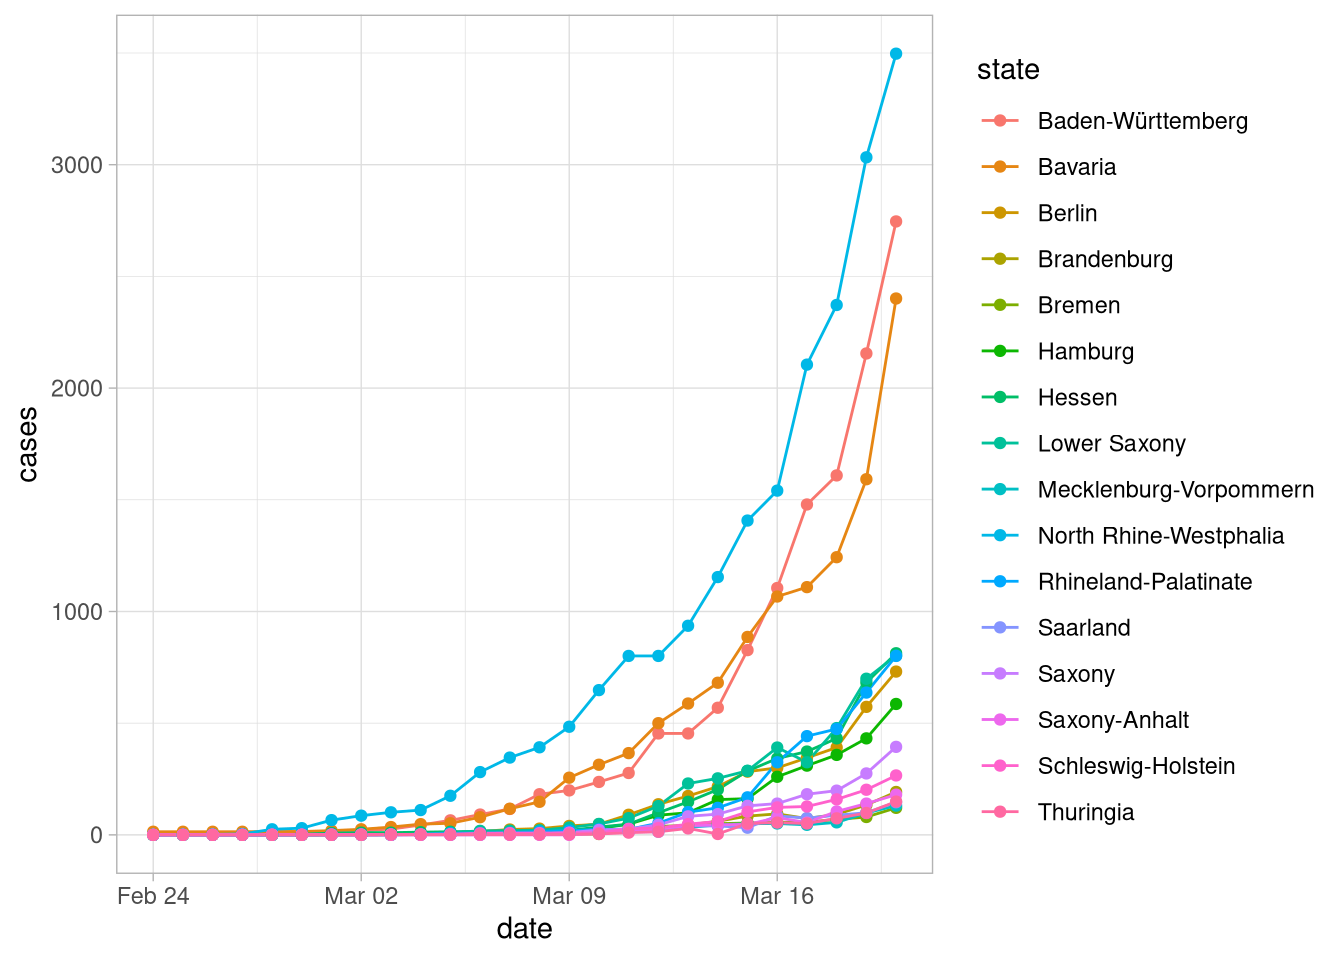 state
Baden-Württemberg
Bavaria
Berlin
Brandenburg
Bremen
Hamburg
Hessen
Lower Saxony
Mecklenburg-Vorpommern
North Rhine-Westphalia
Rhineland-Palatinate
Saarland
Saxony
Saxony-Anhalt
Schleswig-Holstein
Thuringia
cases
3000
2000
1000
0
Feb 24
Mar 02
Mar 09
Mar 16
date